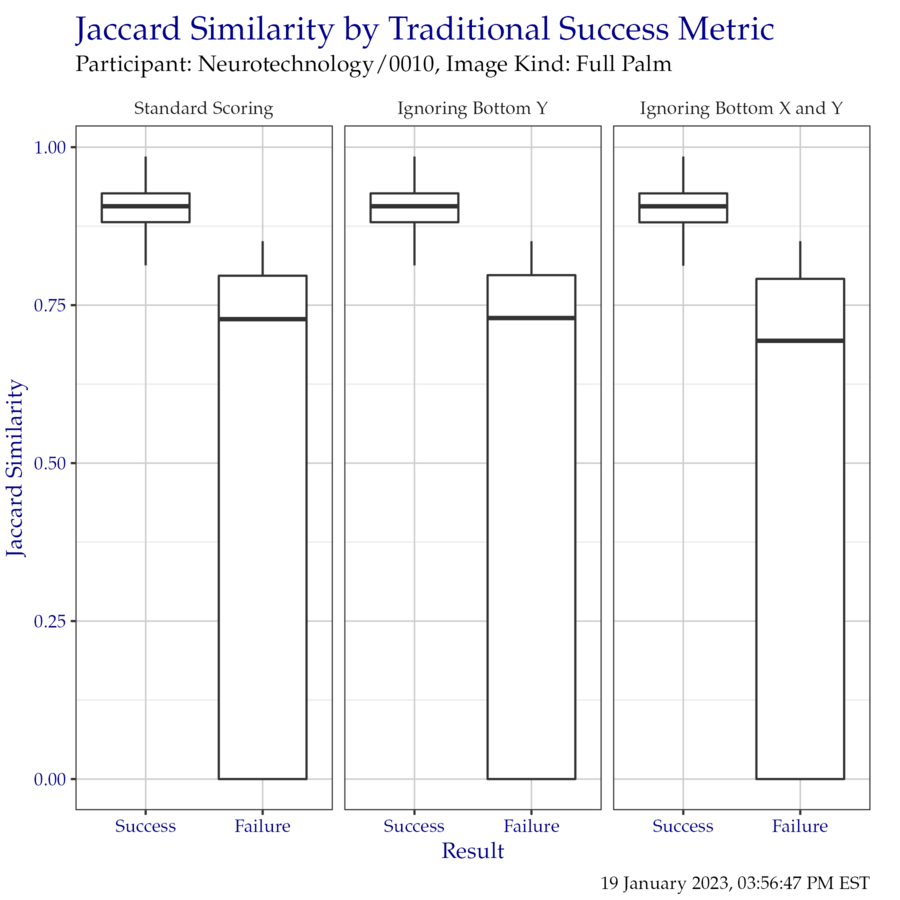 Jaccard Similarity by Traditional Success Metric
Participant: Neurotechnology/0010, Image Kind: Full Palm
Standard Scoring
Ignoring Bottom Y
Ignoring Bottom X and Y
Jaccard Similarity
1.00
0.75
0.50
0.25
0.00
Success Failure
Success Failure
Success Failure
Result
19 January 2023, 03:56:47 PM EST